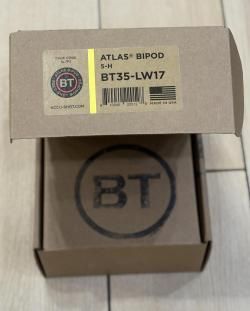 ATLAS® BIPOD
5-H
BT35-LW17
BT
ACCU-SHOT.COM
MADE IN USA
BT